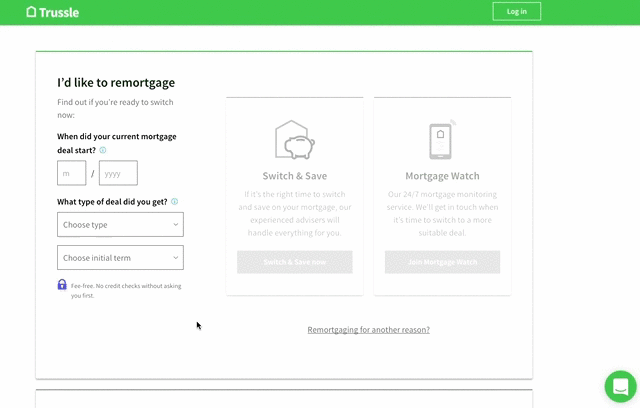 Trussle
Log in
I'd like to remortgage
Find out if you're ready to switch
now:
When did your current mortgage
deal start?
m / yyyy
What type of deal did you get?
Choose type
Choose initial term
Fee-free. No credit checks without asking
you first.
Switch & Save
If it's the right time to switch
and save on your mortgage, our
experienced advisers will
handle everything for you.
Switch & Save now
Mortgage Watch
Our 24/7 mortgage monitoring
service. We'll get in touch when
it's time to switch to a more
suitable deal.
Join Mortgage Watch
Remortgaging for another reason?